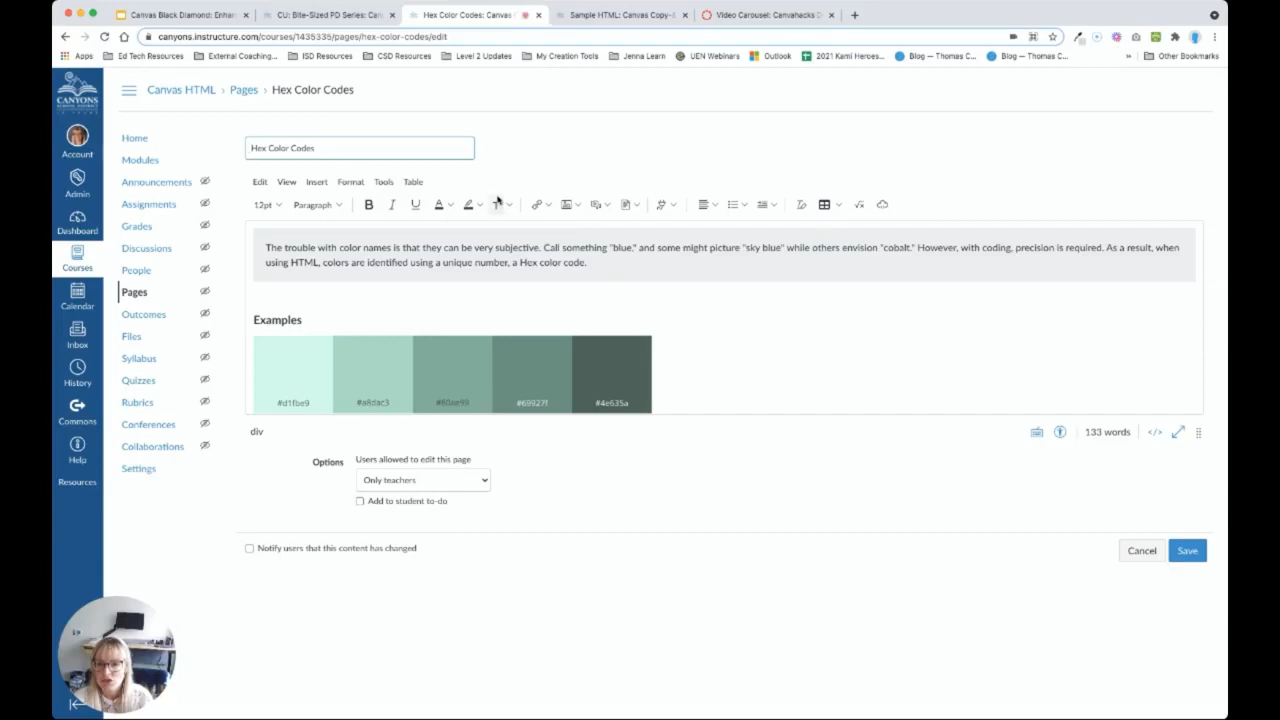 Canvas Black Diamond: Enhan
CU: Bite-Sized PD Series: Can
Hex Color Codes: Canvas
Sample HTML: Canvas Copy-&
Video Carousel: Canvahacks D
canyons.instructure.com/courses/1435335/pages/hex-color-codes/edit
Apps
Ed Tech Resources
External Coaching...
ISD Resources
CSD Resources
Level 2 Updates
My Creation Tools
Jenna Learn
UEN Webinars
Outlook
2021 Kami Heroes...
Blog — Thomas C...
Blog — Thomas C...
»
Other Bookmarks
CANYONS
Account
Admin
Dashboard
Courses
Calendar
Inbox
History
Commons
Help
Resources
Canvas HTML › Pages › Hex Color Codes
Home
Modules
Announcements
Assignments
Grades
Discussions
People
Pages
Outcomes
Files
Syllabus
Quizzes
Rubrics
Conferences
Collaborations
Settings
Hex Color Codes
Edit View Insert Format Tools Table
12pt Paragraph B I U A
The trouble with color names is that they can be very subjective. Call something "blue," and some might picture "sky blue" while others envision "cobalt." However, with coding, precision is required. As a result, when
using HTML, colors are identified using a unique number, a Hex color code.
Examples
#d1fbe9 #a8dac3 #80ae99 #69927f #4e635a
div
133 words </>
Options
Users allowed to edit this page
Only teachers
Add to student to-do
Notify users that this content has changed
Cancel
Save